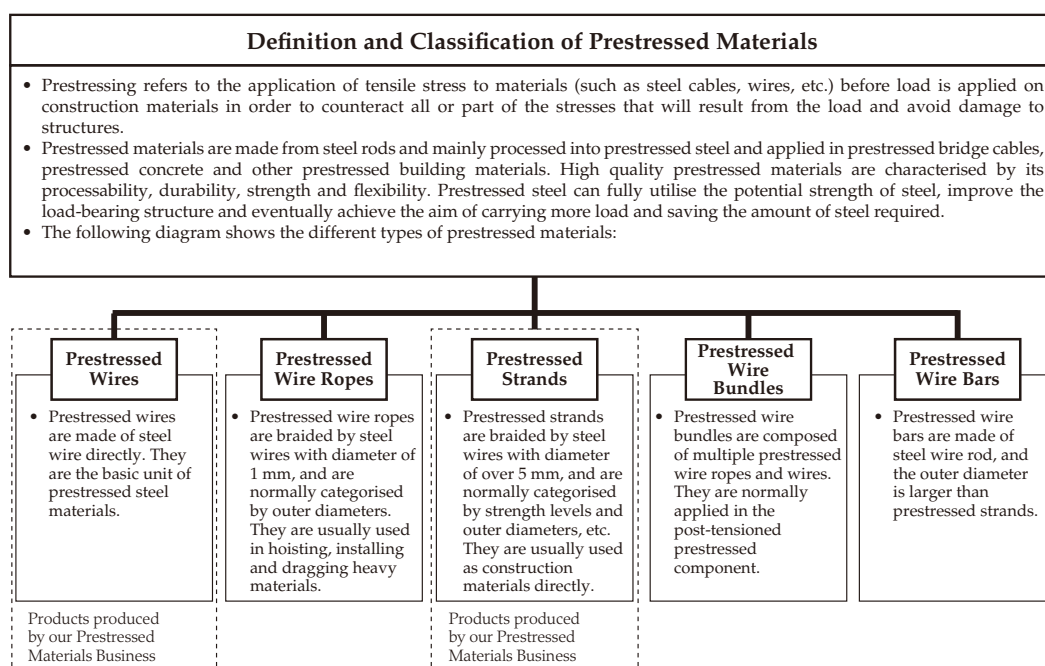 Definition and Classification of Prestressed Materials
• Prestressing refers to the application of tensile stress to materials (such as steel cables, wires, etc.) before load is applied on
construction materials in order to counteract all or part of the stresses that will result from the load and avoid damage to
structures.
• Prestressed materials are made from steel rods and mainly processed into prestressed steel and applied in prestressed bridge cables,
prestressed concrete and other prestressed building materials. High quality prestressed materials are characterised by its
processability, durability, strength and flexibility. Prestressed steel can fully utilise the potential strength of steel, improve the
load-bearing structure and eventually achieve the aim of carrying more load and saving the amount of steel required.
• The following diagram shows the different types of prestressed materials:
Prestressed
Wires
• Prestressed wires
are made of steel
wire directly. They
are the basic unit of
prestressed steel
materials.
Products produced
by our Prestressed
Materials Business
Prestressed
Wire Ropes
• Prestressed wire ropes
are braided by steel
wires with diameter of
1 mm, and are
normally categorised
by outer diameters.
They are usually used
in hoisting, installing
and dragging heavy
materials.
Prestressed
Strands
• Prestressed strands
are braided by steel
wires with diameter
of over 5 mm, and are
normally categorised
by strength levels and
outer diameters, etc.
They are usually used
as construction
materials directly.
Products produced
by our Prestressed
Materials Business
Prestressed
Wire
Bundles
• Prestressed wire
bundles are composed
of multiple prestressed
wire ropes and wires.
They are normally
applied in the
post-tensioned
prestressed
component.
Prestressed
Wire Bars
• Prestressed wire
bars are made of
steel wire rod, and
the outer diameter
is larger than
prestressed strands.